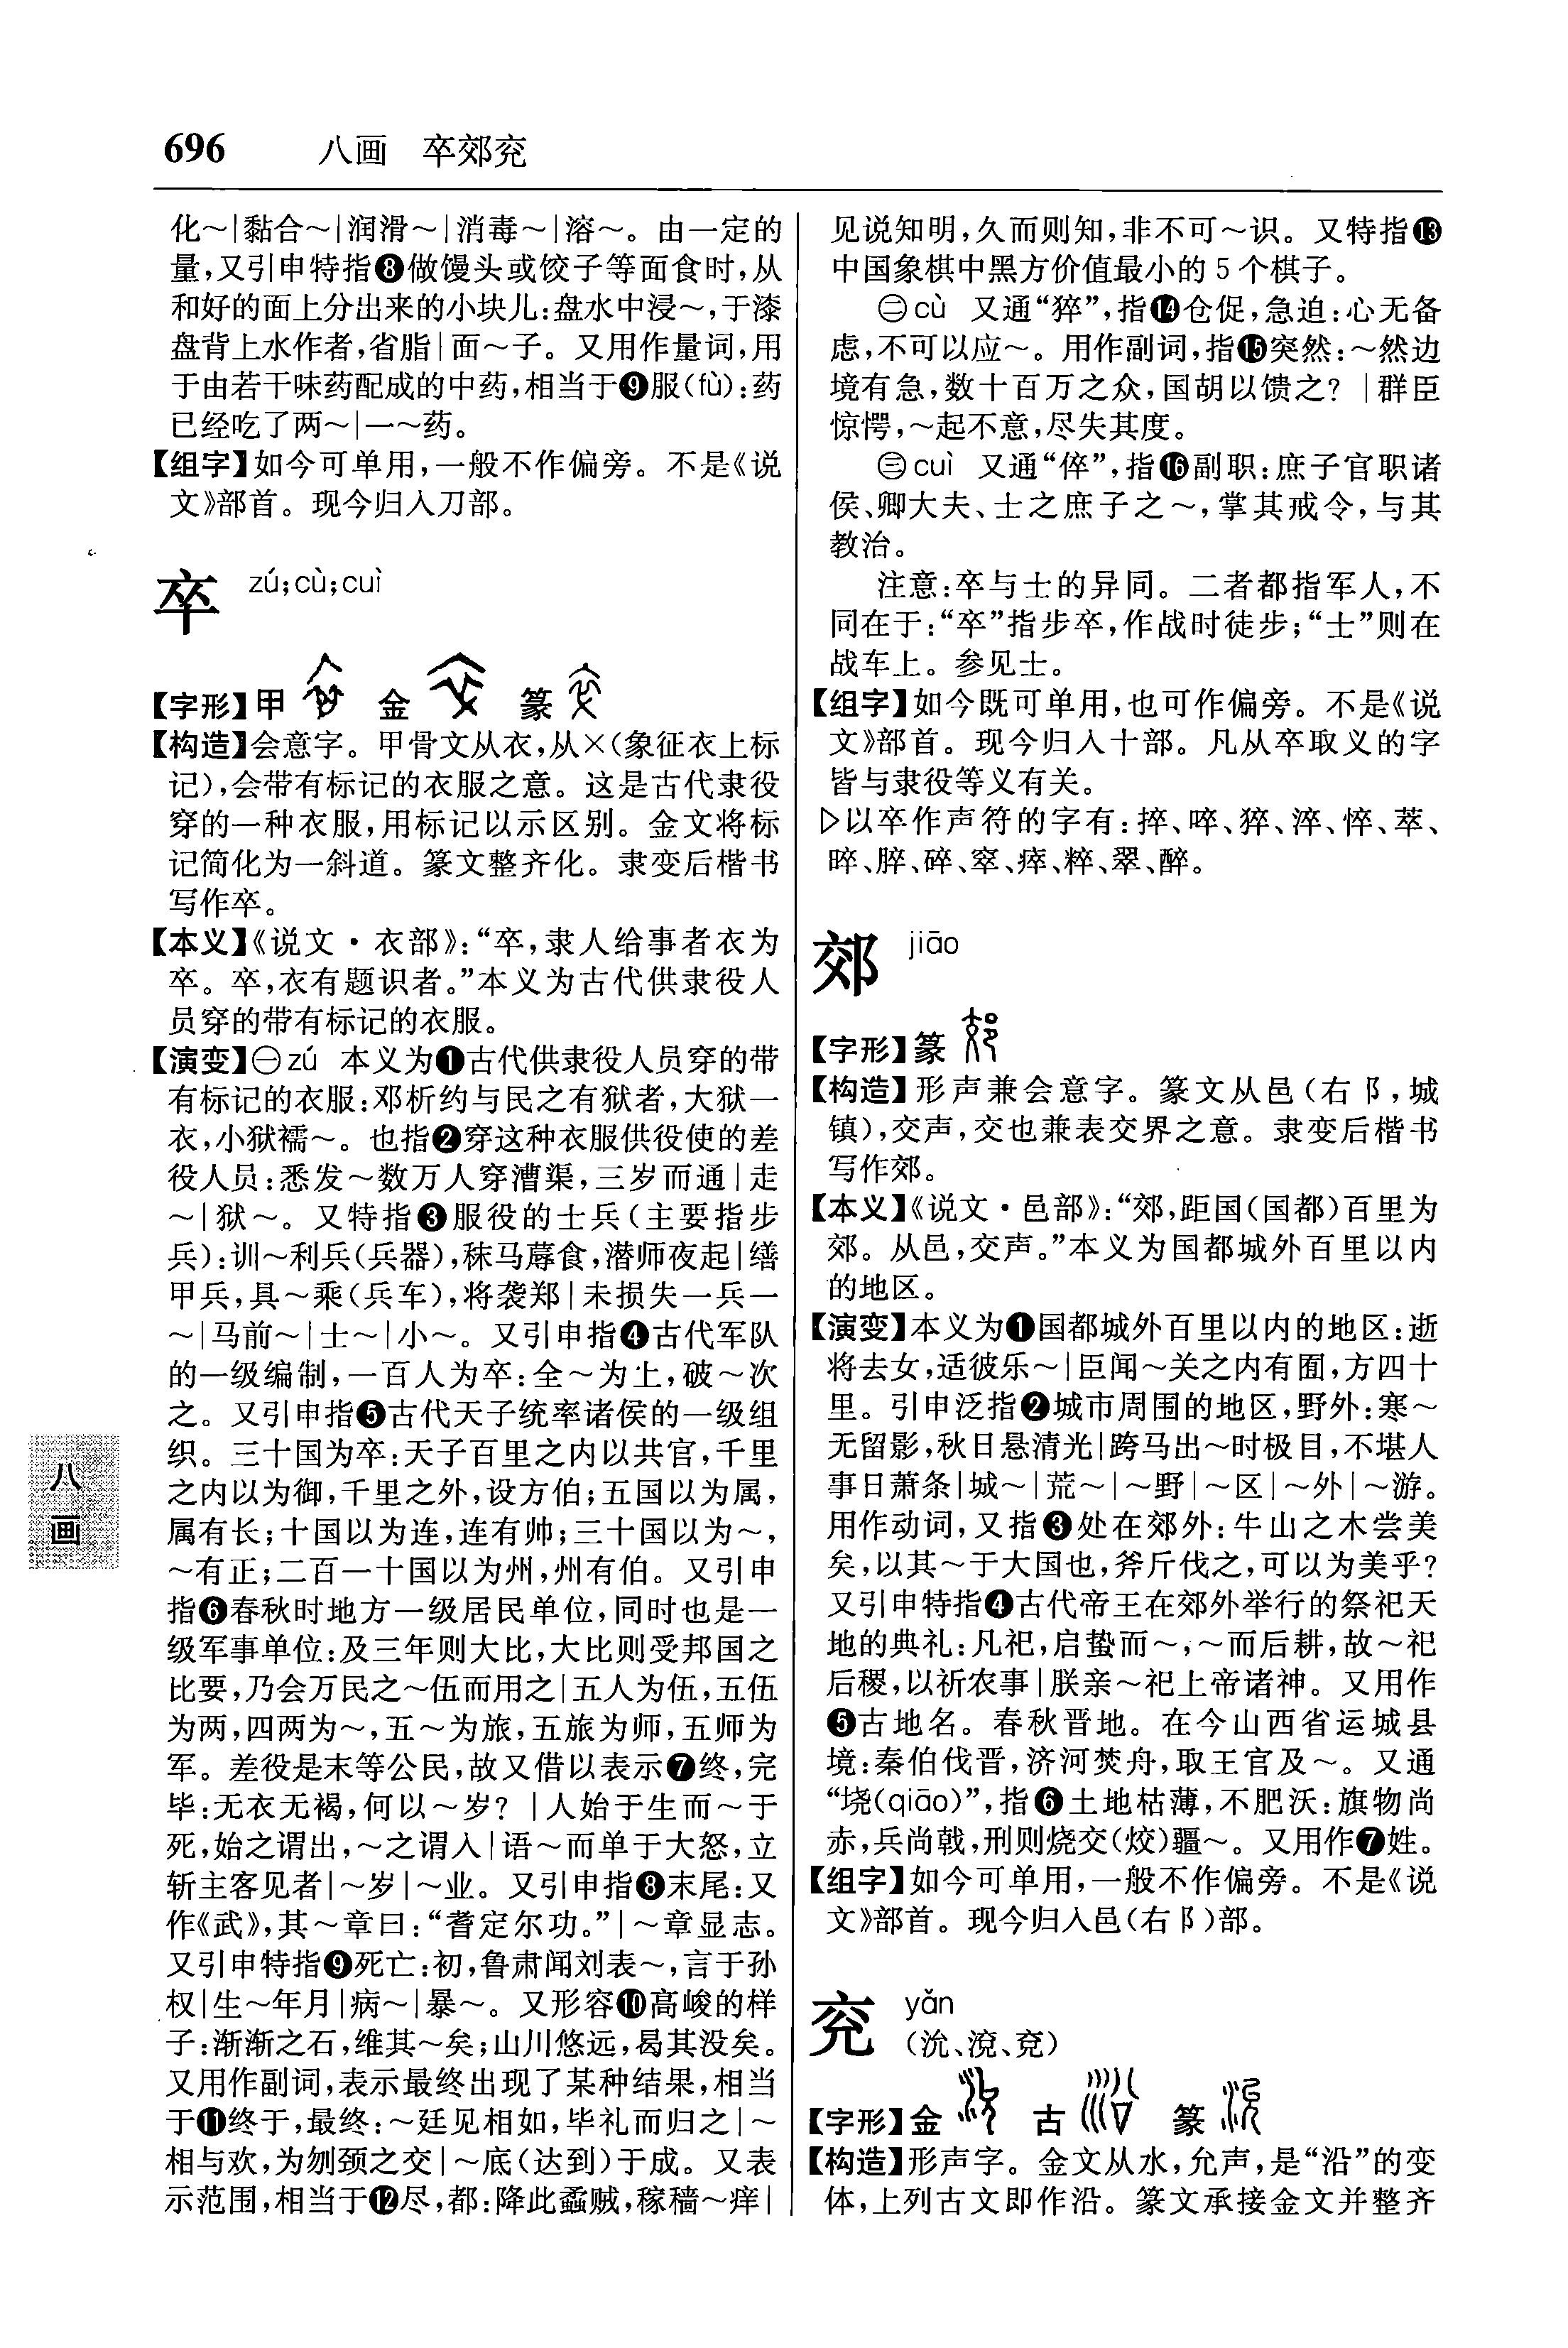 696 八画 卒郊兖
化～|黏合～|润滑～|消毒～|溶～。由一定的
量,又引申特指❽做馒头或饺子等面食时,从
和好的面上分出来的小块儿:盘水中浸～,于漆
盘背上水作者,省脂|面～子。又用作量词,用
于由若干味药配成的中药,相当于❾服(fù):药
已经吃了两～|一～药。
【组字】如今可单用,一般不作偏旁。不是《说
文》部首。现今归入刀部。
卒 zú;cù;cuì
【字形】甲 金 篆
【构造】会意字。甲骨文从衣,从×(象征衣上标
记),会带有标记的衣服之意。这是古代隶役
穿的一种衣服,用标记以示区别。金文将标
记简化为一斜道。篆文整齐化。隶变后楷书
写作卒。
【本义】《说文·衣部》:“卒,隶人给事者衣为
卒。卒,衣有题识者。”本义为古代供隶役人
员穿的带有标记的衣服。
【演变】㊀zú 本义为❶古代供隶役人员穿的带
有标记的衣服:邓析约与民之有狱者,大狱一
衣,小狱襦～。也指❷穿这种衣服供役使的差
役人员:悉发～数万人穿漕渠,三岁而通|走
～|狱～。又特指❸服役的士兵(主要指步
兵):训～利兵(兵器),秣马蓐食,潜师夜起|缮
甲兵,具～乘(兵车),将袭郑|未损失一兵一
～|马前～|士～|小～。又引申指❹古代军队
的一级编制,一百人为卒:全～为上,破～次
之。又引申指❺古代天子统率诸侯的一级组
织。三十国为卒:天子百里之内以共官,千里
之内以为御,千里之外,设方伯;五国以为属,
属有长;十国以为连,连有帅;三十国以为～,
～有正;二百一十国以为州,州有伯。又引申
指❻春秋时地方一级居民单位,同时也是一
级军事单位:及三年则大比,大比则受邦国之
比要,乃会万民之～伍而用之|五人为伍,五伍
为两,四两为～,五～为旅,五旅为师,五师为
军。差役是末等公民,故又借以表示❼终,完
毕:无衣无褐,何以～岁?|人始于生而～于
死,始之谓出,～之谓入|语～而单于大怒,立
斩主客见者|～岁|～业。又引申指❽末尾:又
作《武》,其～章曰:“耆定尔功。”|～章显志。
又引申特指❾死亡:初,鲁肃闻刘表～,言于孙
权|生～年月|病～|暴～。又形容❿高峻的样
子:渐渐之石,维其～矣;山川悠远,曷其没矣。
又用作副词,表示最终出现了某种结果,相当
于⓫终于,最终:～廷见相如,毕礼而归之|～
相与欢,为刎颈之交|～底(达到)于成。又表
示范围,相当于⓬尽,都:降此蟊贼,稼穑～痒|
见说知明,久而则知,非不可～识。又特指⓭
中国象棋中黑方价值最小的5个棋子。
㊁cù 又通“猝”,指⓮仓促,急迫:心无备
虑,不可以应～。用作副词,指⓯突然:～然边
境有急,数十百万之众,国胡以馈之?|群臣
惊愕,～起不意,尽失其度。
㊂cuì 又通“倅”,指⓰副职:庶子官职诸
侯、卿大夫、士之庶子之～,掌其戒令,与其
教治。
注意:卒与士的异同。二者都指军人,不
同在于:“卒”指步卒,作战时徒步;“士”则在
战车上。参见士。
【组字】如今既可单用,也可作偏旁。不是《说
文》部首。现今归入十部。凡从卒取义的字
皆与隶役等义有关。
▷以卒作声符的字有:捽、啐、猝、淬、悴、萃、
晬、脺、碎、窣、瘁、粹、翠、醉。
郊 jiāo
【字形】篆
【构造】形声兼会意字。篆文从邑(右阝,城
镇),交声,交也兼表交界之意。隶变后楷书
写作郊。
【本义】《说文·邑部》:“郊,距国(国都)百里为
郊。从邑,交声。”本义为国都城外百里以内
的地区。
【演变】本义为❶国都城外百里以内的地区:逝
将去女,适彼乐～|臣闻～关之内有囿,方四十
里。引申泛指❷城市周围的地区,野外:寒～
无留影,秋日悬清光|跨马出～时极目,不堪人
事日萧条|城～|荒～|～野|～区|～外|～游。
用作动词,又指❸处在郊外:牛山之木尝美
矣,以其～于大国也,斧斤伐之,可以为美乎?
又引申特指❹古代帝王在郊外举行的祭祀天
地的典礼:凡祀,启蛰而～,～而后耕,故～祀
后稷,以祈农事|朕亲～祀上帝诸神。又用作
❺古地名。春秋晋地。在今山西省运城县
境:秦伯伐晋,济河焚舟,取王官及～。又通
“墝(qiāo)”,指❻土地枯薄,不肥沃:旗物尚
赤,兵尚戟,刑则烧交(烄)疆～。又用作❼姓。
【组字】如今可单用,一般不作偏旁。不是《说
文》部首。现今归入邑(右阝)部。
兖 yǎn
(沇、渷、兗)
【字形】金 古 篆
【构造】形声字。金文从水,允声,是“沿”的变
体,上列古文即作沿。篆文承接金文并整齐
八画